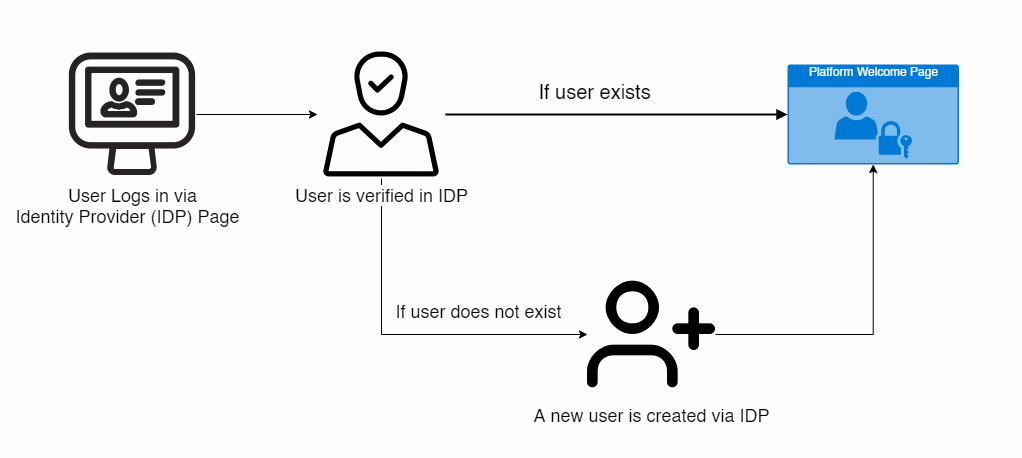 Platform Welcome Page
If user exists
User Logs in via
Identity Provider (IDP) Page
User is verified in IDP
If user does not exist
A new user is created via IDP